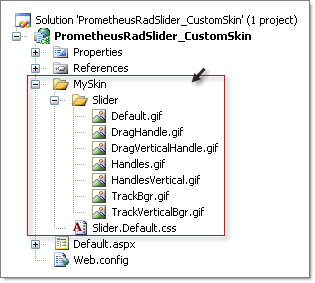 Solution 'PrometheusRadSlider_CustomSkin' (1 project)
PrometheusRadSlider_CustomSkin
Properties
References
MySkin
Slider
Default.gif
DragHandle.gif
DragVerticalHandle.gif
Handles.gif
HandlesVertical.gif
TrackBgr.gif
TrackVerticalBgr.gif
Slider.Default.css
Default.aspx
Web.config